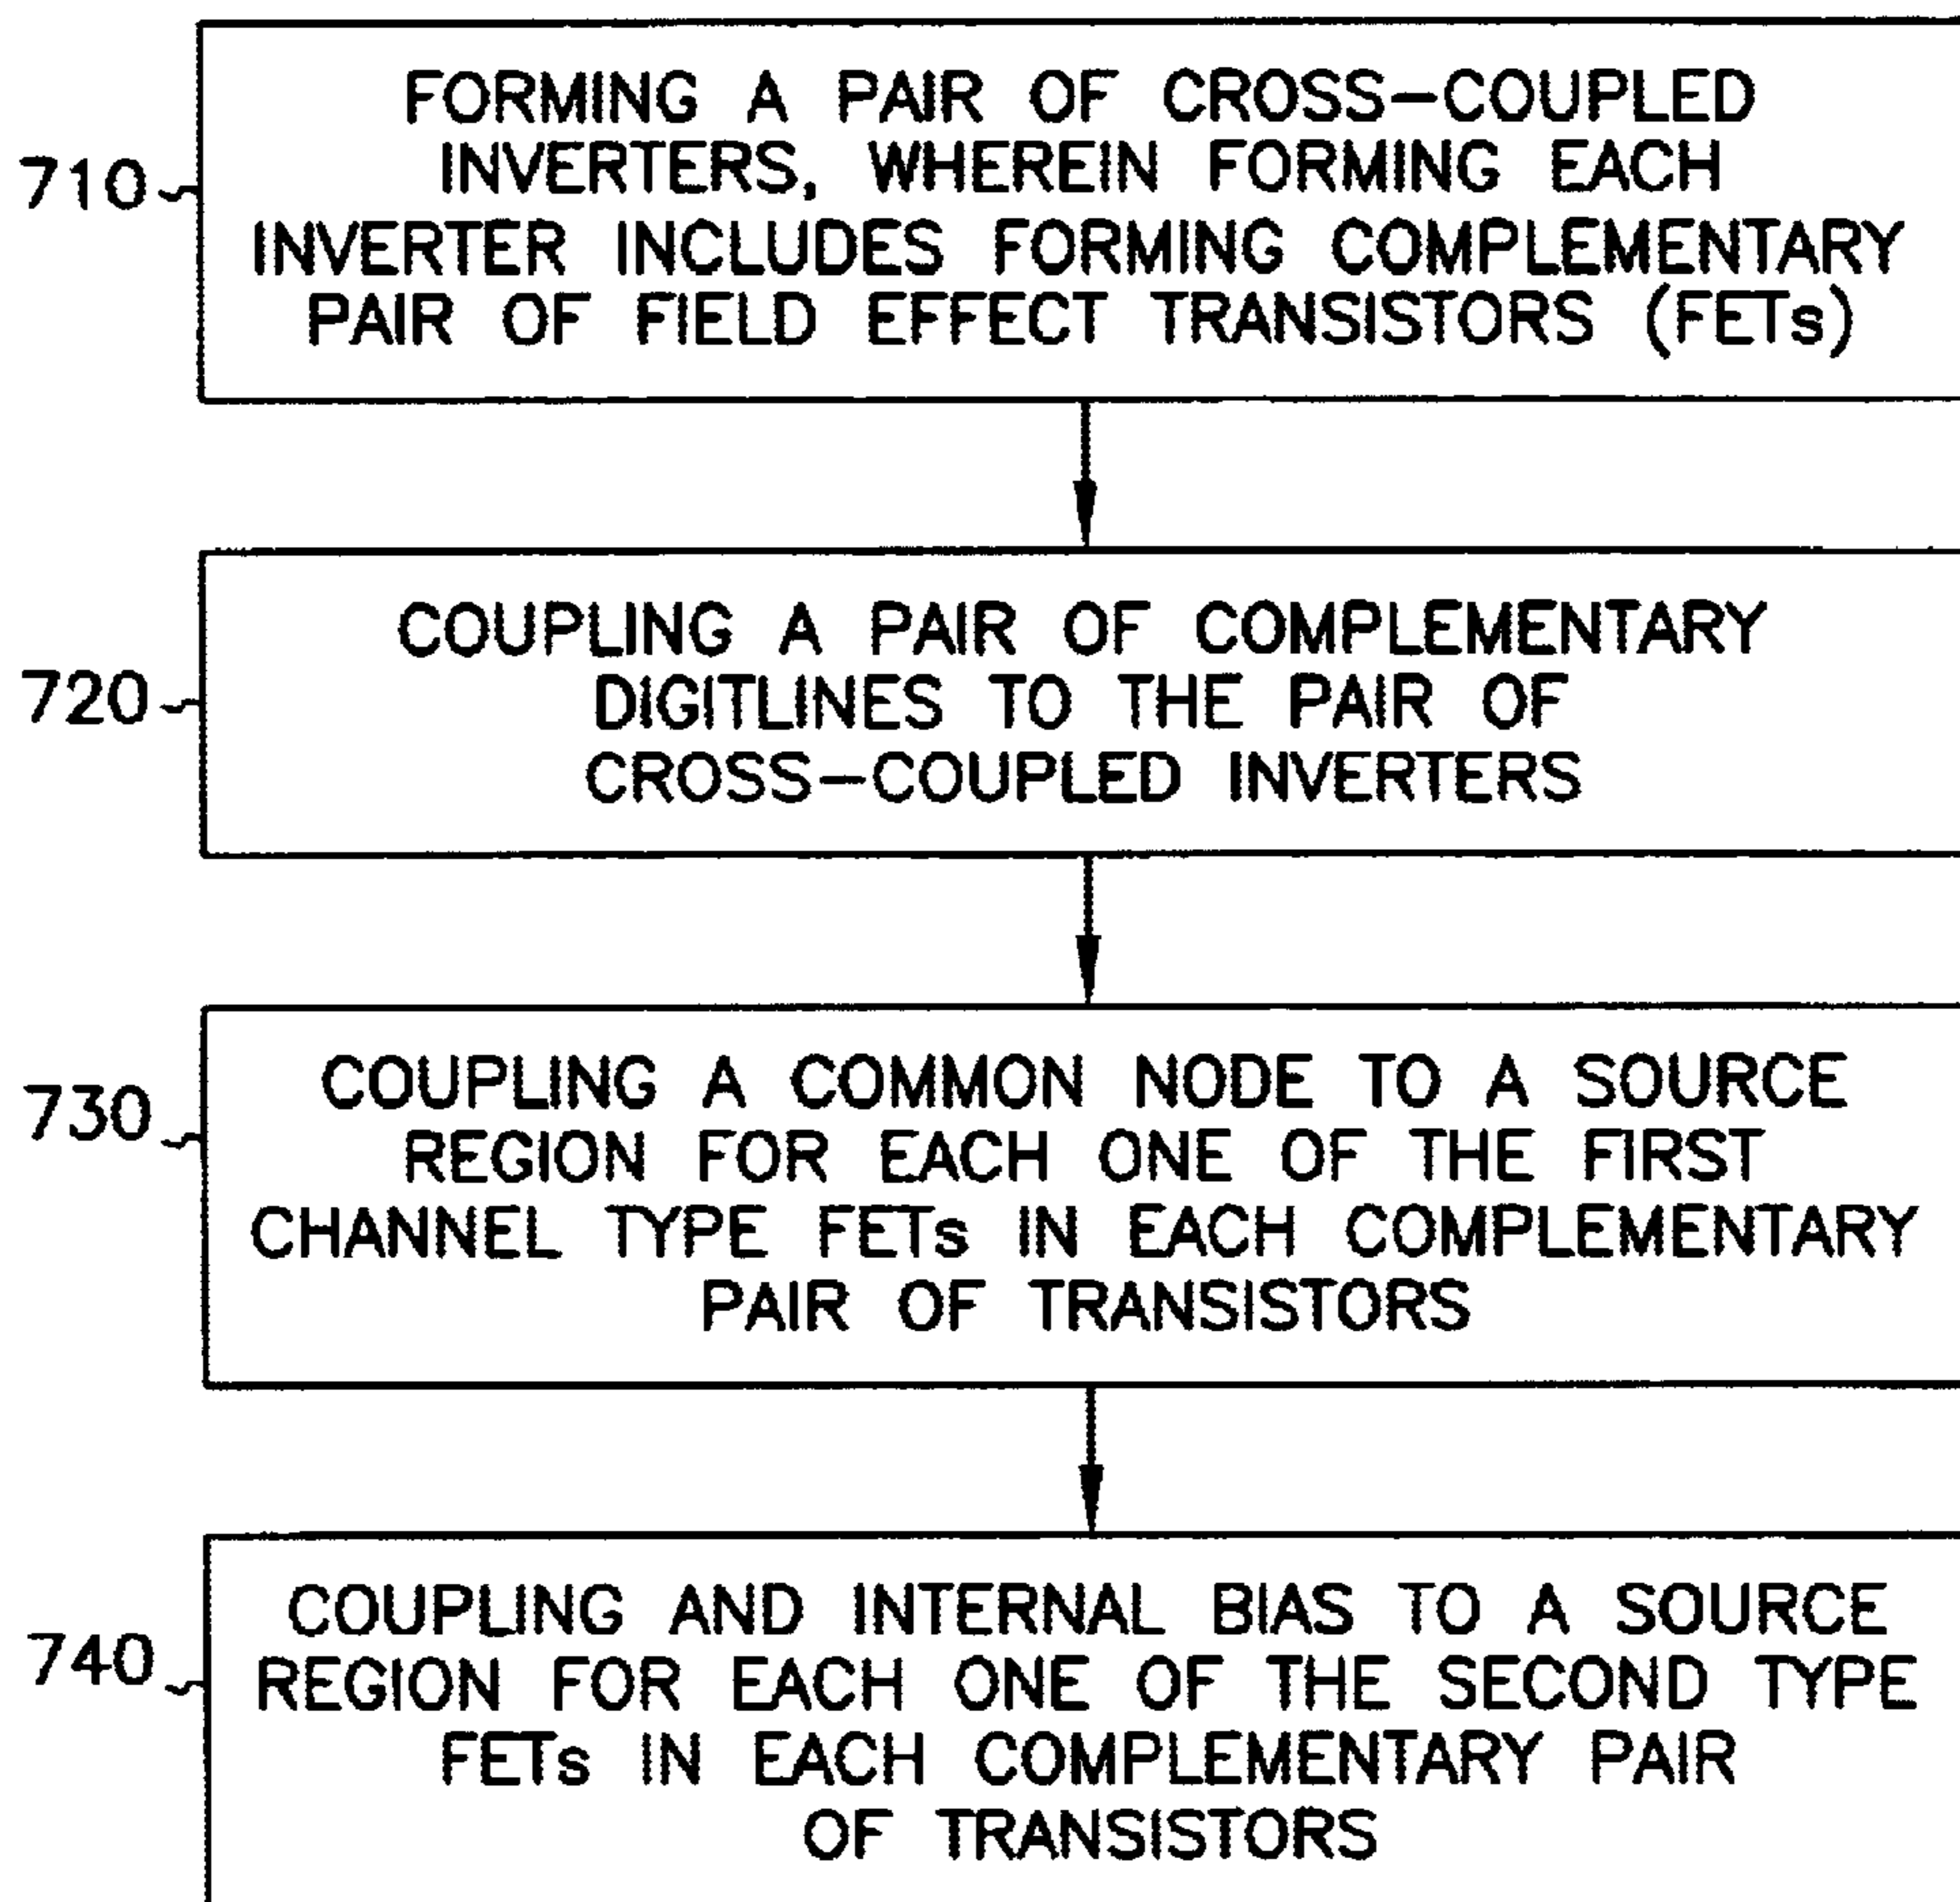 FORMING A PAIR OF CROSS-COUPLED
INVERTERS, WHEREIN FORMING EACH
710
INVERTER INCLUDES FORMING COMPLEMENTARY
PAIR OF FIELD EFFECT TRANSISTORS (FETs)
COUPLING A PAIR OF COMPLEMENTARY
720
DIGITLINES TO THE PAIR OF
CROSS-COUPLED INVERTERS
COUPLING A COMMON NODE TO A SOURCE
730
REGION FOR EACH ONE OF THE FIRST
CHANNEL TYPE FETs IN EACH COMPLEMENTARY
PAIR OF TRANSISTORS
COUPLING AND INTERNAL BIAS TO A SOURCE
740
REGION FOR EACH ONE OF THE SECOND TYPE
FETs IN EACH COMPLEMENTARY PAIR
OF TRANSISTORS